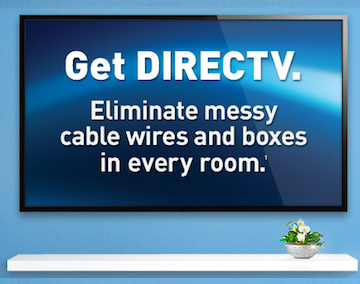 Get DIRECTV.
Eliminate messy
cable wires and boxes
in every room.¹